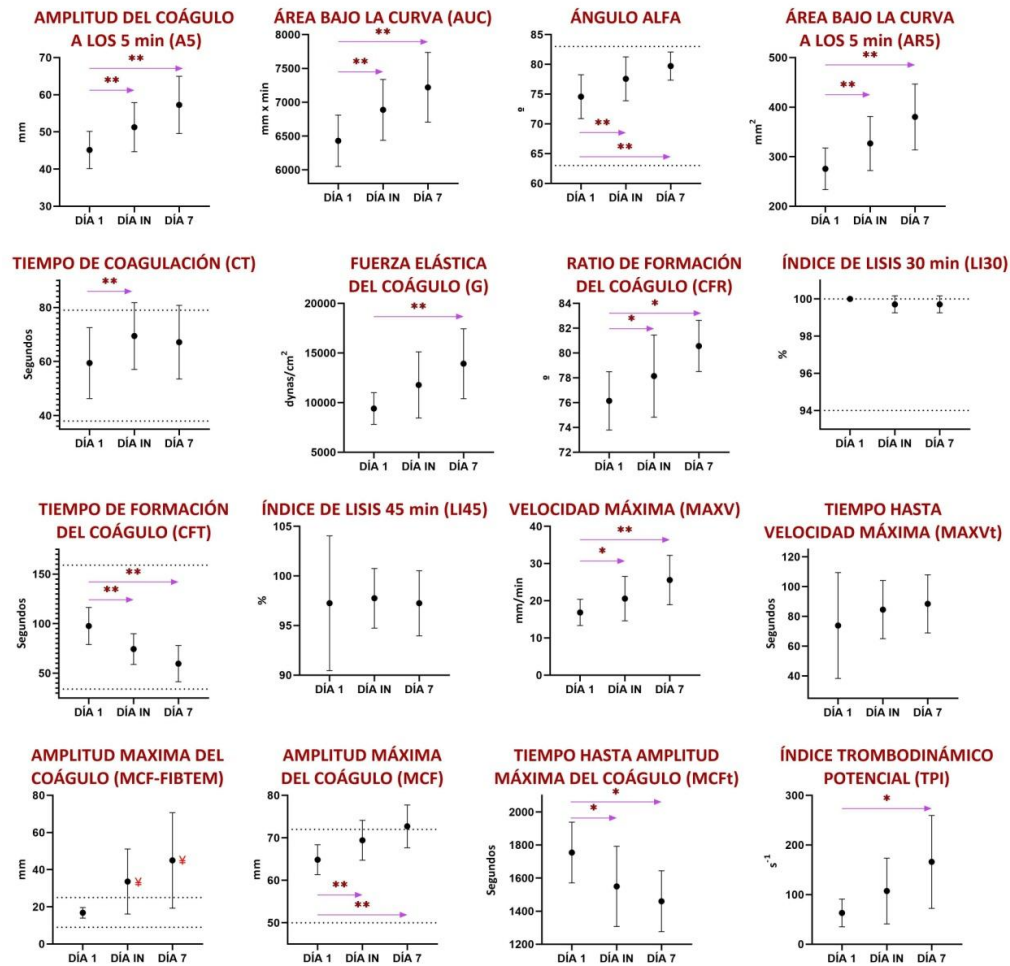 AMPLITUD DEL COÁGULO
A LOS 5 min (A5)
70
60
50
40
30
mm
**
**
DÍA 1 DÍA IN DÍA 7
ÁREA BAJO LA CURVA (AUC)
8000
7500
7000
6500
6000
mm x min
**
**
DÍA 1 DÍA IN DÍA 7
ÁNGULO ALFA
85
80
75
70
65
60
º
**
**
DÍA 1 DÍA IN DÍA 7
ÁREA BAJO LA CURVA
A LOS 5 min (AR5)
500
400
300
200
mm²
**
**
DÍA 1 DÍA IN DÍA 7
TIEMPO DE COAGULACIÓN (CT)
80
60
40
Segundos
**
DÍA 1 DÍA IN DÍA 7
FUERZA ELÁSTICA
DEL COÁGULO (G)
20000
15000
10000
5000
dynas/cm²
**
DÍA 1 DÍA IN DÍA 7
RATIO DE FORMACIÓN
DEL COÁGULO (CFR)
84
82
80
78
76
74
72
º
*
*
DÍA 1 DÍA IN DÍA 7
ÍNDICE DE LISIS 30 min (LI30)
100
98
96
94
%
DÍA 1 DÍA IN DÍA 7
TIEMPO DE FORMACIÓN
DEL COÁGULO (CFT)
150
100
50
Segundos
**
**
DÍA 1 DÍA IN DÍA 7
ÍNDICE DE LISIS 45 min (LI45)
105
100
95
90
%
DÍA 1 DÍA IN DÍA 7
VELOCIDAD MÁXIMA (MAXV)
40
30
20
10
0
mm/min
**
*
DÍA 1 DÍA IN DÍA 7
TIEMPO HASTA
VELOCIDAD MÁXIMA (MAXVt)
120
100
80
60
40
Segundos
DÍA 1 DÍA IN DÍA 7
AMPLITUD MAXIMA DEL
COÁGULO (MCF-FIBTEM)
80
60
40
20
0
mm
¥
¥
DÍA 1 DÍA IN DÍA 7
AMPLITUD MÁXIMA
DEL COÁGULO (MCF)
80
70
60
50
mm
**
**
DÍA 1 DÍA IN DÍA 7
TIEMPO HASTA AMPLITUD
MÁXIMA DEL COÁGULO (MCFt)
2000
1800
1600
1400
1200
Segundos
*
*
DÍA 1 DÍA IN DÍA 7
ÍNDICE TROMBODINÁMICO
POTENCIAL (TPI)
300
200
100
0
s⁻¹
*
DÍA 1 DÍA IN DÍA 7